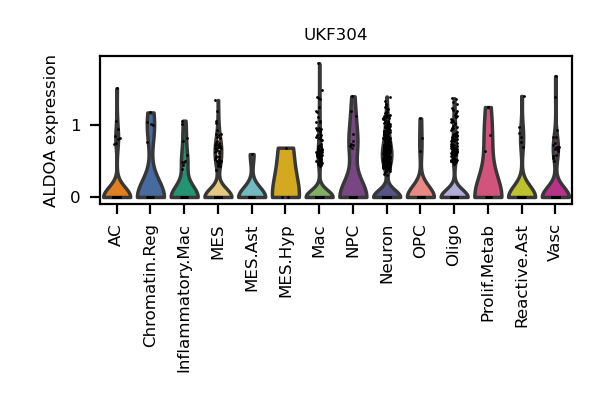 UKF304
ALDOA expression
1
0
AC
Chromatin.Reg
Inflammatory.Mac
MES
MES.Ast
MES.Hyp
Mac
NPC
Neuron
OPC
Oligo
Prolif.Metab
Reactive.Ast
Vasc